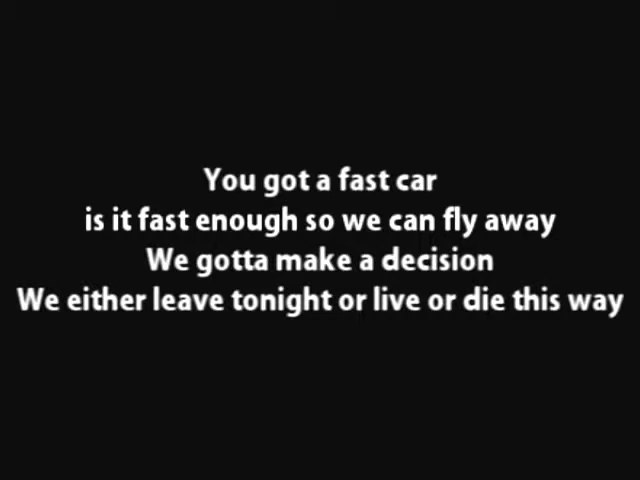 You got a fast car
is it fast enough so we can fly away
We gotta make a decision
We either leave tonight or live or die this way